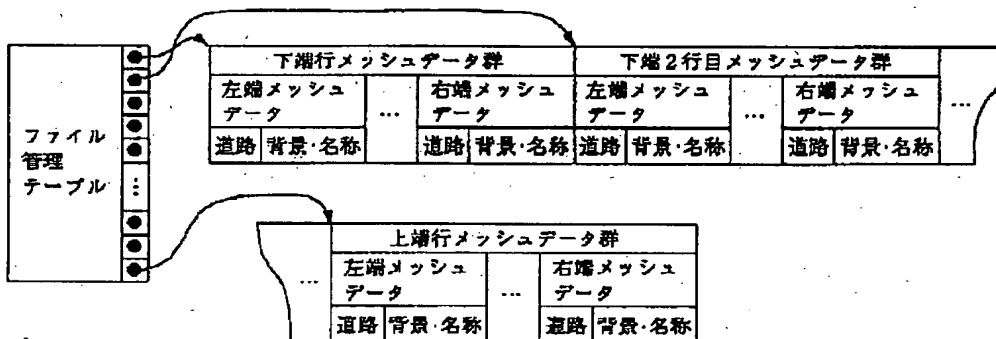 下端行メッシュデータ群 下端2行目メッシュデータ群
左端メッシュデータ … 右端メッシュデータ 左端メッシュデータ … 右端メッシュデータ …
道路 背景・名称 道路 背景・名称 道路 背景・名称 道路 背景・名称
ファイル
管理
テーブル
⋮
上端行メッシュデータ群
… 左端メッシュデータ … 右端メッシュデータ
道路 背景・名称 道路 背景・名称